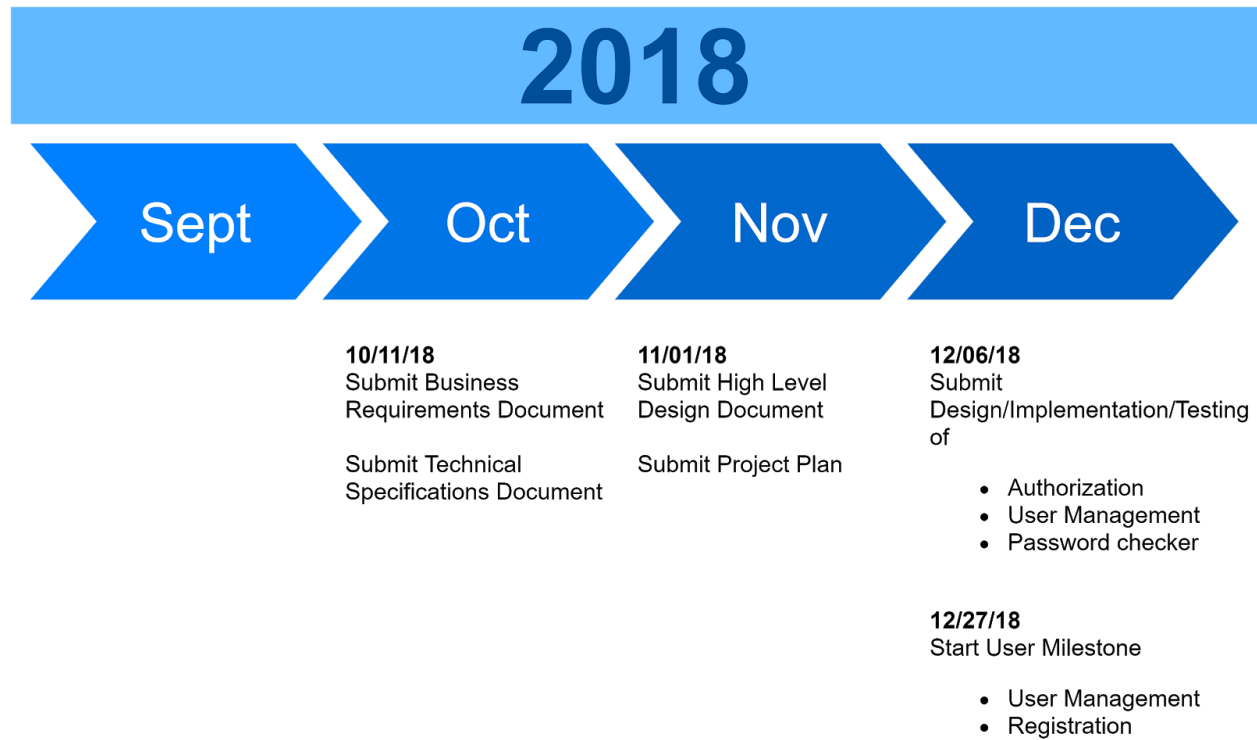 2018
Sept
Oct
Nov
Dec
10/11/18
Submit Business
Requirements Document
Submit Technical
Specifications Document
11/01/18
Submit High Level
Design Document
Submit Project Plan
12/06/18
Submit
Design/Implementation/Testing
of
• Authorization
• User Management
• Password checker
12/27/18
Start User Milestone
• User Management
• Registration